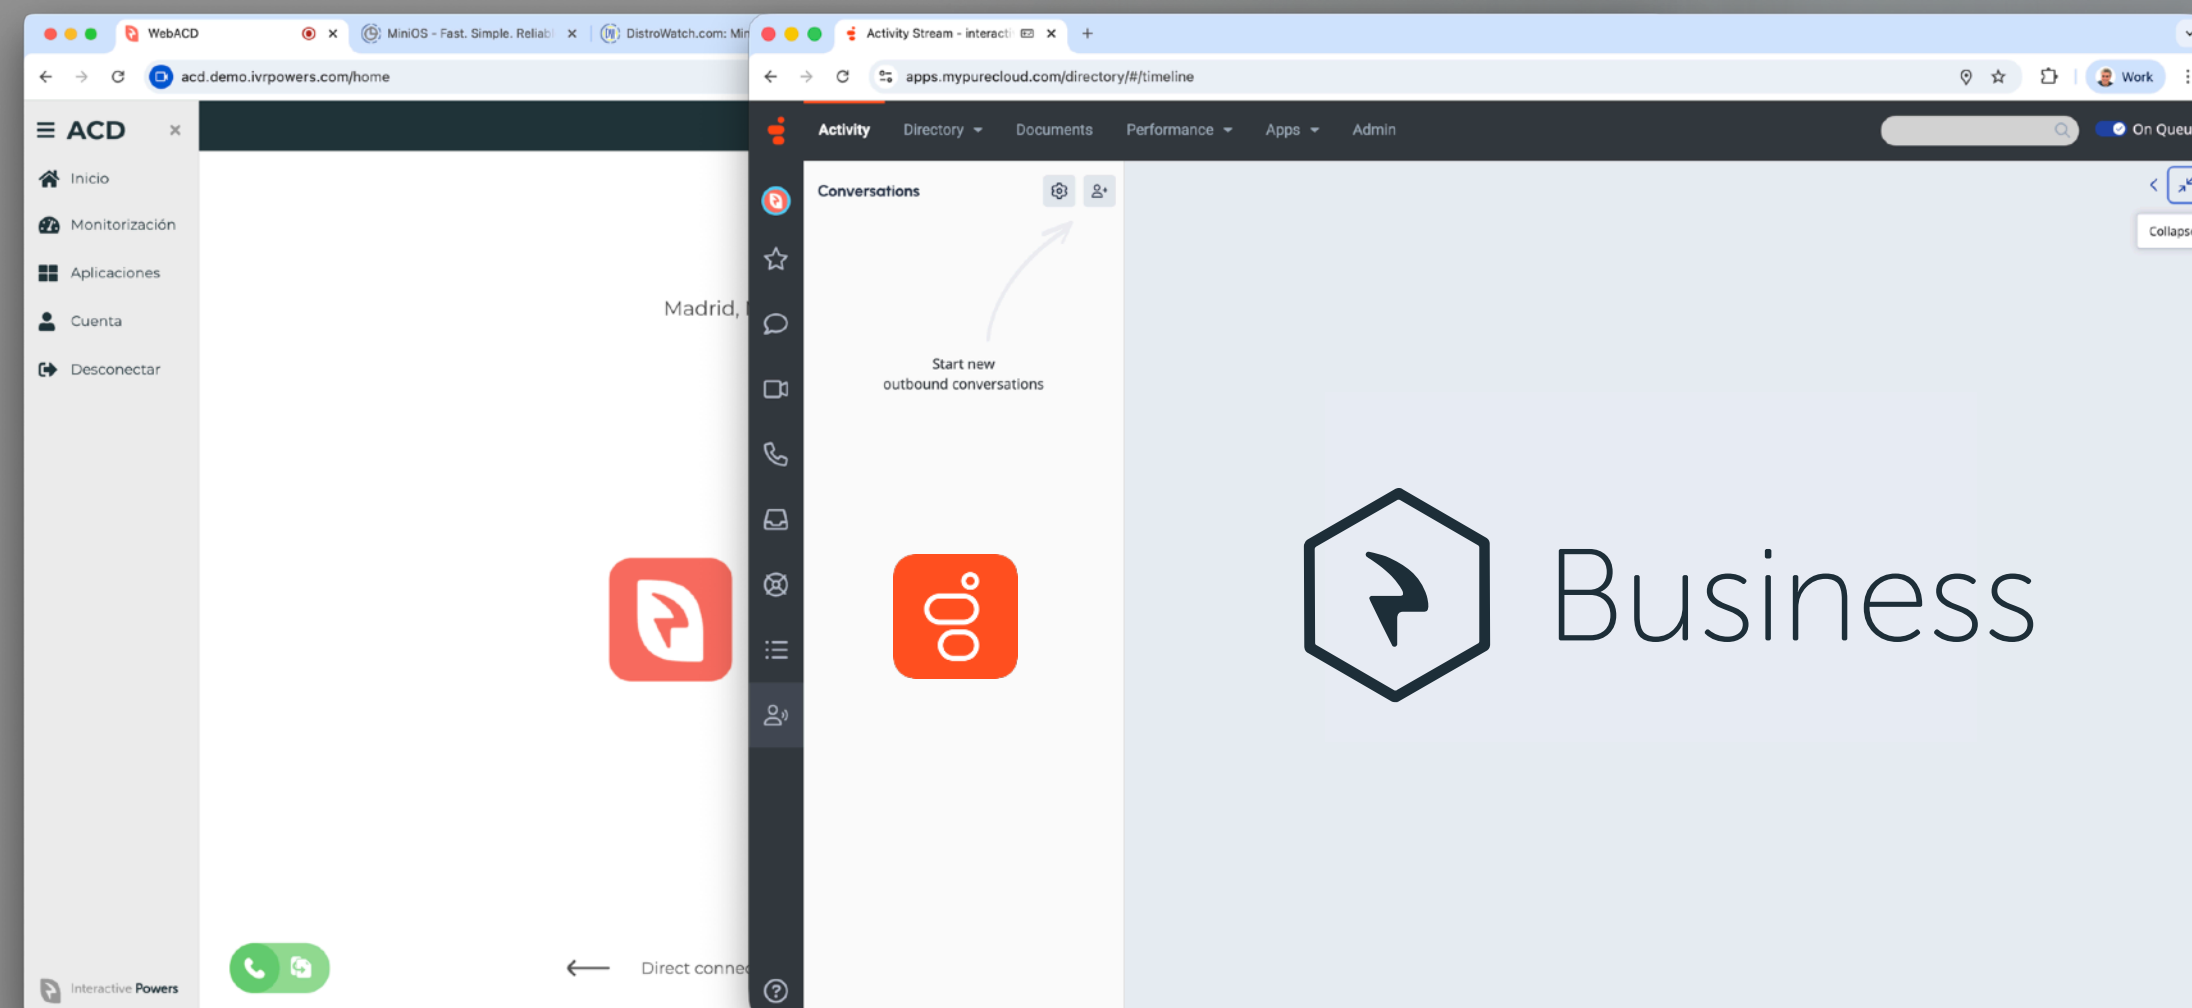 WebACD
MiniOS - Fast. Simple. Reliabl
DistroWatch.com: Min
acd.demo.ivrpowers.com/home
ACD
Inicio
Monitorización
Aplicaciones
Cuenta
Desconectar
Madrid,
Direct connec
Interactive Powers
Activity Stream - interacti
apps.mypurecloud.com/directory/#/timeline
Work
Activity
Directory
Documents
Performance
Apps
Admin
On Queu
Conversations
Collaps
Start new
outbound conversations
Business